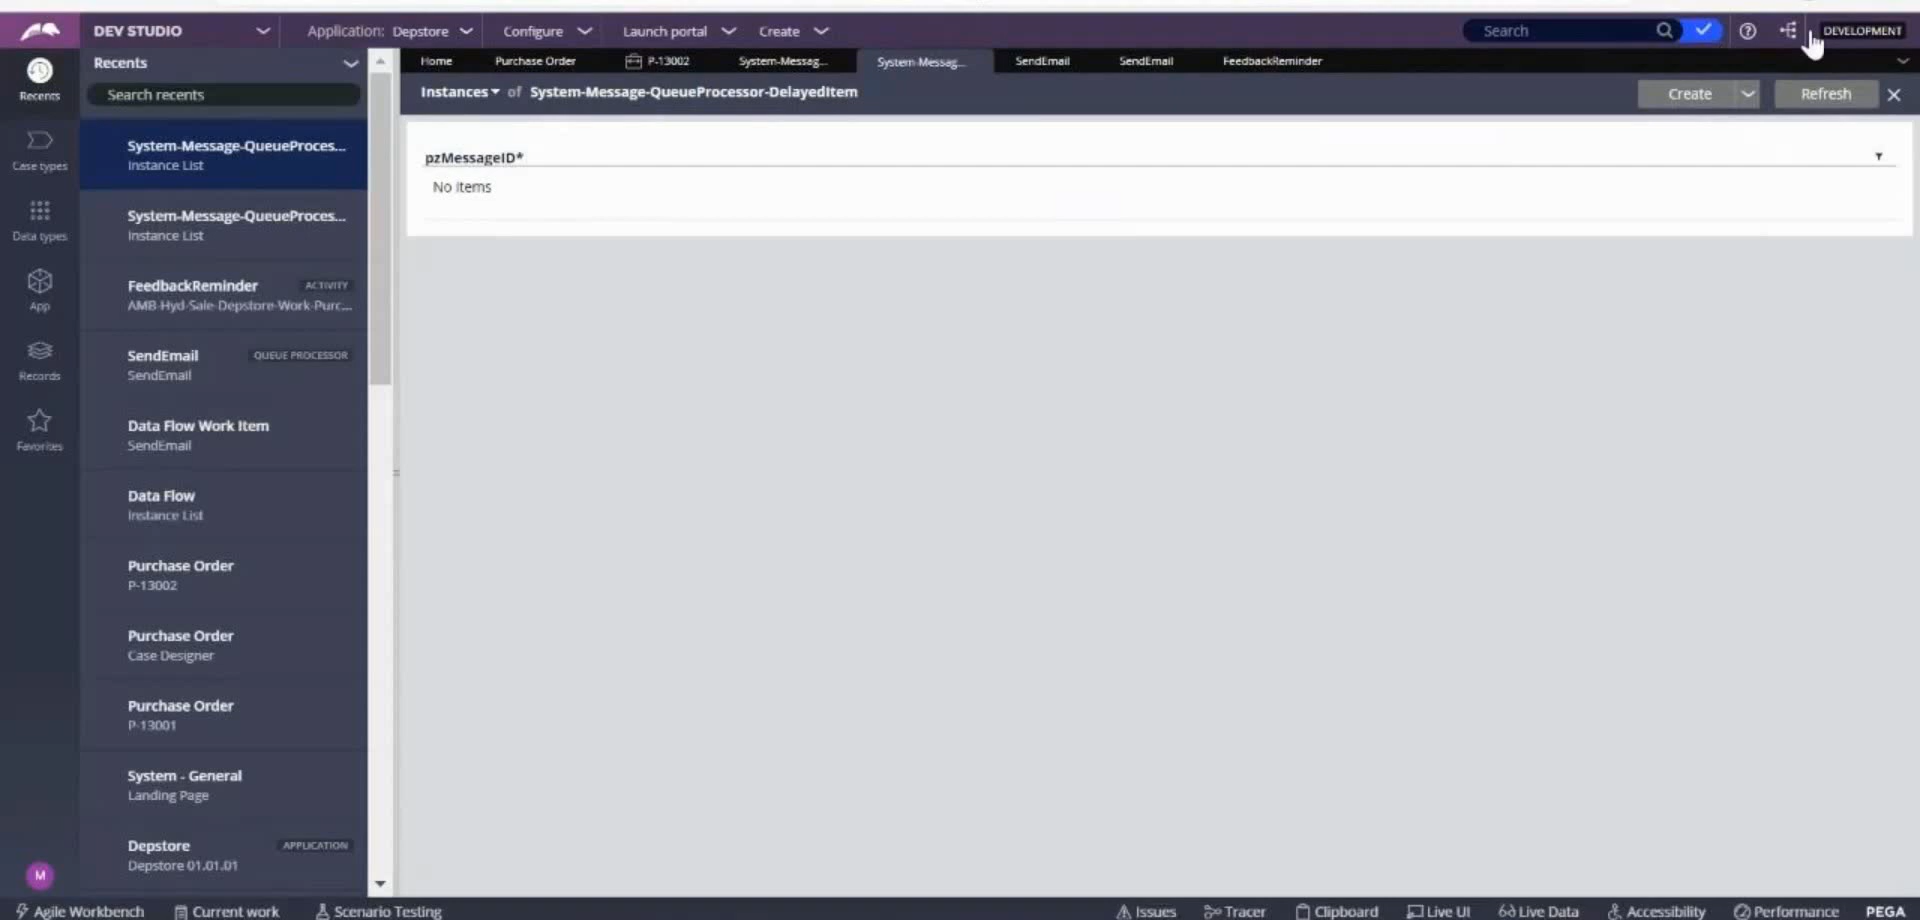 DEV STUDIO
Application: Depstore
Configure
Launch portal
Create
Search
DEVELOPMENT
Recents
Recents
Search recents
Home
Purchase Order
P-13002
System-Messag...
System-Messag...
SendEmail
SendEmail
FeedbackReminder
Instances of System-Message-QueueProcessor-DelayedItem
Create
Refresh
pzMessageID*
No items
Case types
Data types
App
Records
Favorites
M
System-Message-QueueProces...
Instance List
System-Message-QueueProces...
Instance List
FeedbackReminder ACTIVITY
AMB-Hyd-Sale-Depstore-Work-Purc...
SendEmail QUEUE PROCESSOR
SendEmail
Data Flow Work Item
SendEmail
Data Flow
Instance List
Purchase Order
P-13002
Purchase Order
Case Designer
Purchase Order
P-13001
System - General
Landing Page
Depstore APPLICATION
Depstore 01.01.01
Agile Workbench
Current work
Scenario Testing
Issues
Tracer
Clipboard
Live UI
Live Data
Accessibility
Performance
PEGA